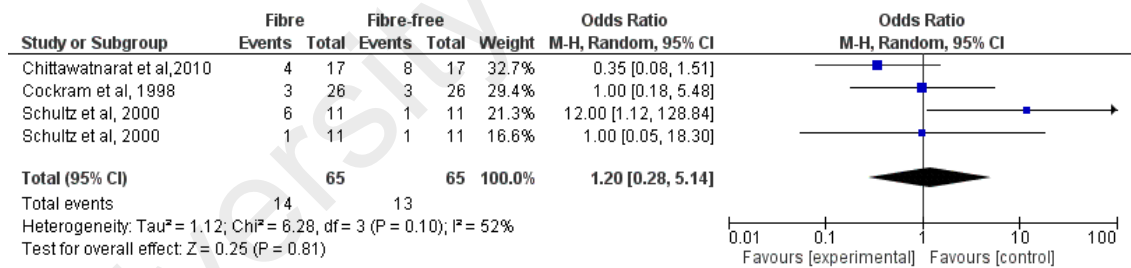 Fibre Fibre-free Odds Ratio Odds Ratio
Study or Subgroup Events Total Events Total Weight M-H, Random, 95% CI M-H, Random, 95% CI
Chittawatnarat et al,2010 4 17 8 17 32.7% 0.35 [0.08, 1.51]
Cockram et al, 1998 3 26 3 26 29.4% 1.00 [0.18, 5.48]
Schultz et al, 2000 6 11 1 11 21.3% 12.00 [1.12, 128.84]
Schultz et al, 2000 1 11 1 11 16.6% 1.00 [0.05, 18.30]
Total (95% CI) 65 65 100.0% 1.20 [0.28, 5.14]
Total events 14 13
Heterogeneity: Tau² = 1.12; Chi² = 6.28, df = 3 (P = 0.10); I² = 52%
Test for overall effect: Z = 0.25 (P = 0.81)
0.01 0.1 1 10 100
Favours [experimental] Favours [control]